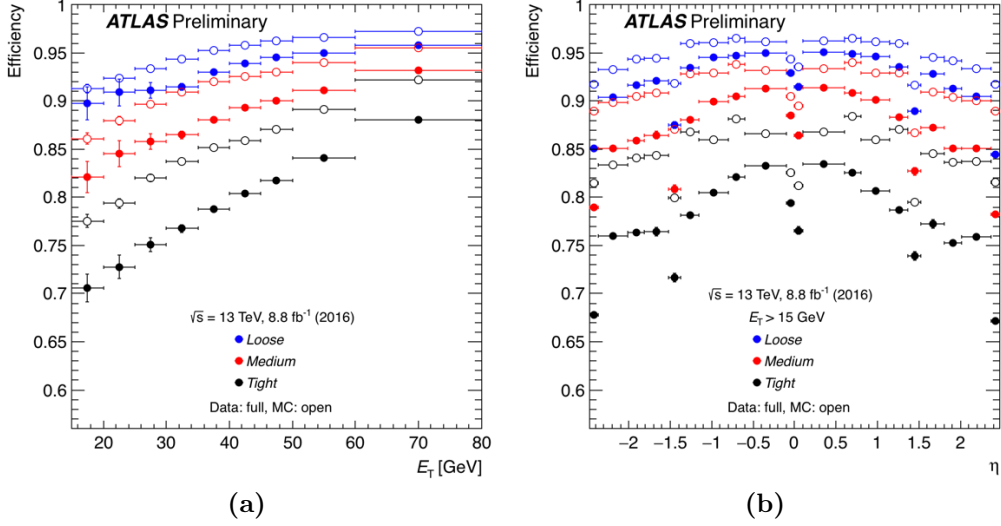 ATLAS Preliminary
Efficiency
1
0.95
0.9
0.85
0.8
0.75
0.7
0.65
0.6
√s = 13 TeV, 8.8 fb⁻¹ (2016)
Loose
Medium
Tight
Data: full, MC: open
20 30 40 50 60 70 80
E_T [GeV]
(a)
ATLAS Preliminary
Efficiency
1
0.95
0.9
0.85
0.8
0.75
0.7
0.65
0.6
√s = 13 TeV, 8.8 fb⁻¹ (2016)
E_T > 15 GeV
Loose
Medium
Tight
Data: full, MC: open
−2 −1.5 −1 −0.5 0 0.5 1 1.5 2
η
(b)